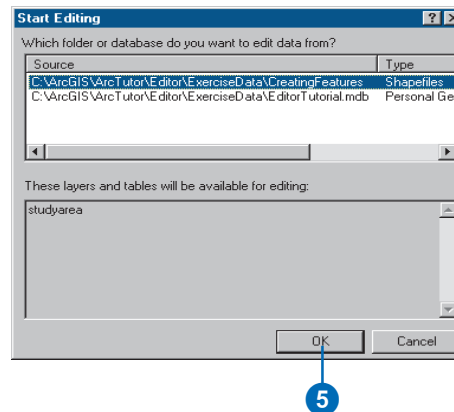 Start Editing
Which folder or database do you want to edit data from?
Source Type
C:\ArcGIS\ArcTutor\Editor\ExerciseData\CreatingFeatures Shapefiles
C:\ArcGIS\ArcTutor\Editor\ExerciseData\EditorTutorial.mdb Personal Ge
These layers and tables will be available for editing:
studyarea
OK Cancel
5